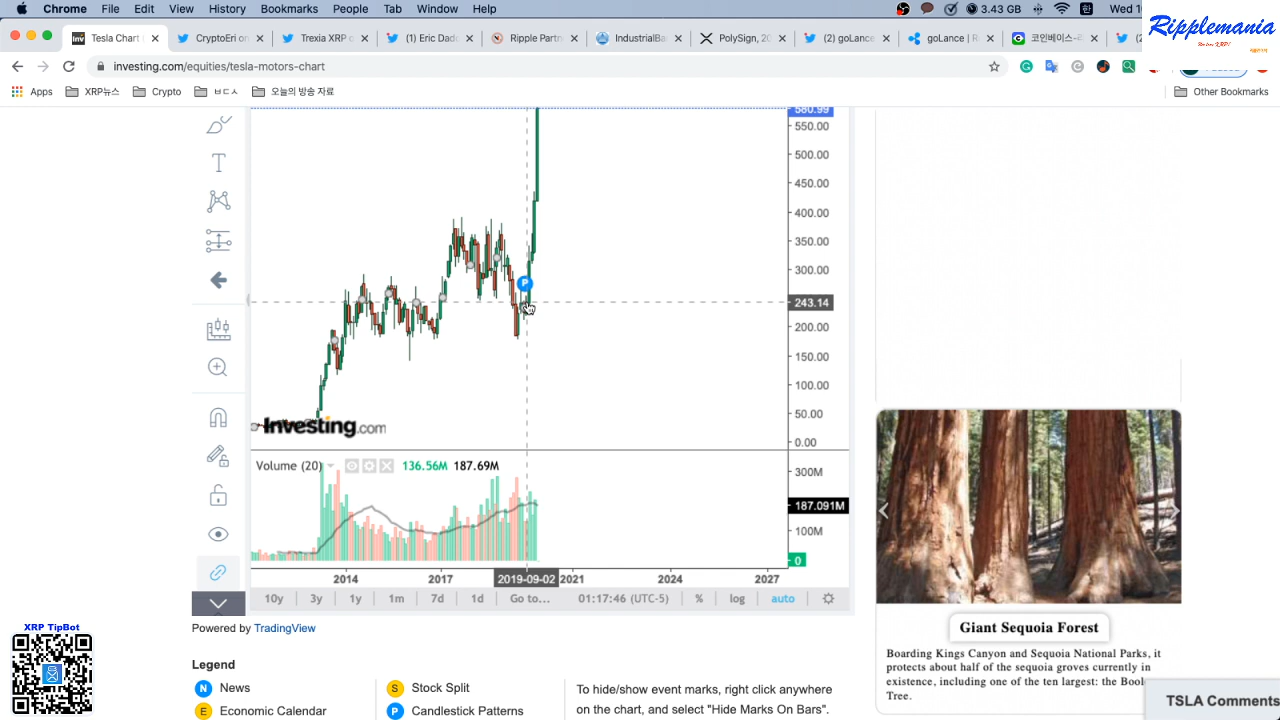 Chrome File Edit View History Bookmarks People Tab Window Help
3.43 GB
한
Wed 1
Ripplemania
Tesla Chart
CryptoEri on
Trexia XRP c
(1) Eric Da
Ripple Partn
IndustrialBa
PolySign, 20
(2) goLance
goLance | R
코인베이스-리
(2)
investing.com/equities/tesla-motors-chart
Apps
XRP뉴스
Crypto
ㅂㄷㅅ
오늘의 방송 자료
Other Bookmarks
580.99
550.00
500.00
450.00
400.00
350.00
300.00
243.14
200.00
150.00
100.00
50.00
0.00
P
Investing.com
Volume (20) 136.56M 187.69M
300M
187.091M
100M
0
2014 2017 2019-09-02 2021 2024 2027
10y 3y 1y 1m 7d 1d Go to... 01:17:46 (UTC-5) % log auto
Powered by TradingView
Legend
N News
S Stock Split
E Economic Calendar
P Candlestick Patterns
To hide/show event marks, right click anywhere
on the chart, and select "Hide Marks On Bars".
Giant Sequoia Forest
Boarding Kings Canyon and Sequoia National Parks, it
protects about half of the sequoia groves currently in
existence, including one of the ten largest: the Bool
Tree.
TSLA Comments
XRP TipBot